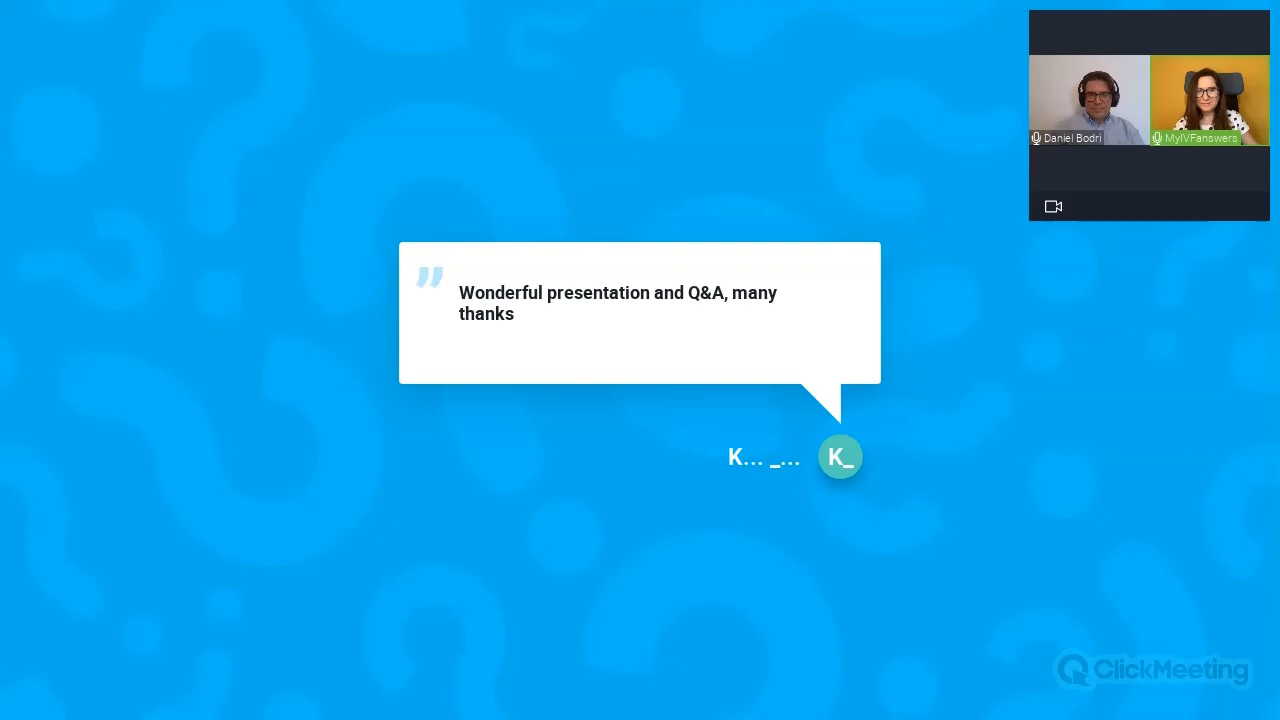 Daniel Bodri
MyIVFanswers
Wonderful presentation and Q&A, many
thanks
K... _...
K_
ClickMeeting